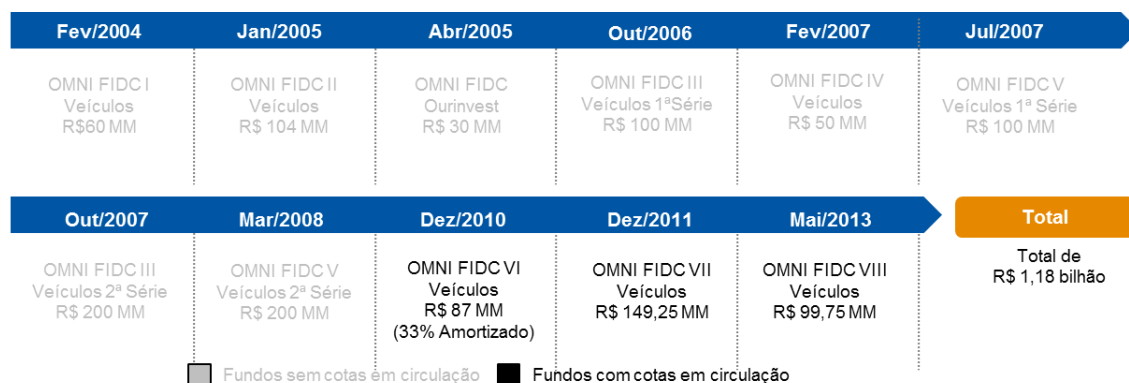 Fev/2004
Jan/2005
Abr/2005
Out/2006
Fev/2007
Jul/2007
OMNI FIDC I
Veículos
R$60 MM
OMNI FIDC II
Veículos
R$ 104 MM
OMNI FIDC
Ourinvest
R$ 30 MM
OMNI FIDC III
Veículos 1ªSérie
R$ 100 MM
OMNI FIDC IV
Veículos
R$ 50 MM
OMNI FIDC V
Veículos 1ª Série
R$ 100 MM
Out/2007
Mar/2008
Dez/2010
Dez/2011
Mai/2013
Total
OMNI FIDC III
Veículos 2ª Série
R$ 200 MM
OMNI FIDC V
Veículos 2ª Série
R$ 200 MM
OMNI FIDC VI
Veículos
R$ 87 MM
(33% Amortizado)
OMNI FIDC VII
Veículos
R$ 149,25 MM
OMNI FIDC VIII
Veículos
R$ 99,75 MM
Total de
R$ 1,18 bilhão
Fundos sem cotas em circulação
Fundos com cotas em circulação